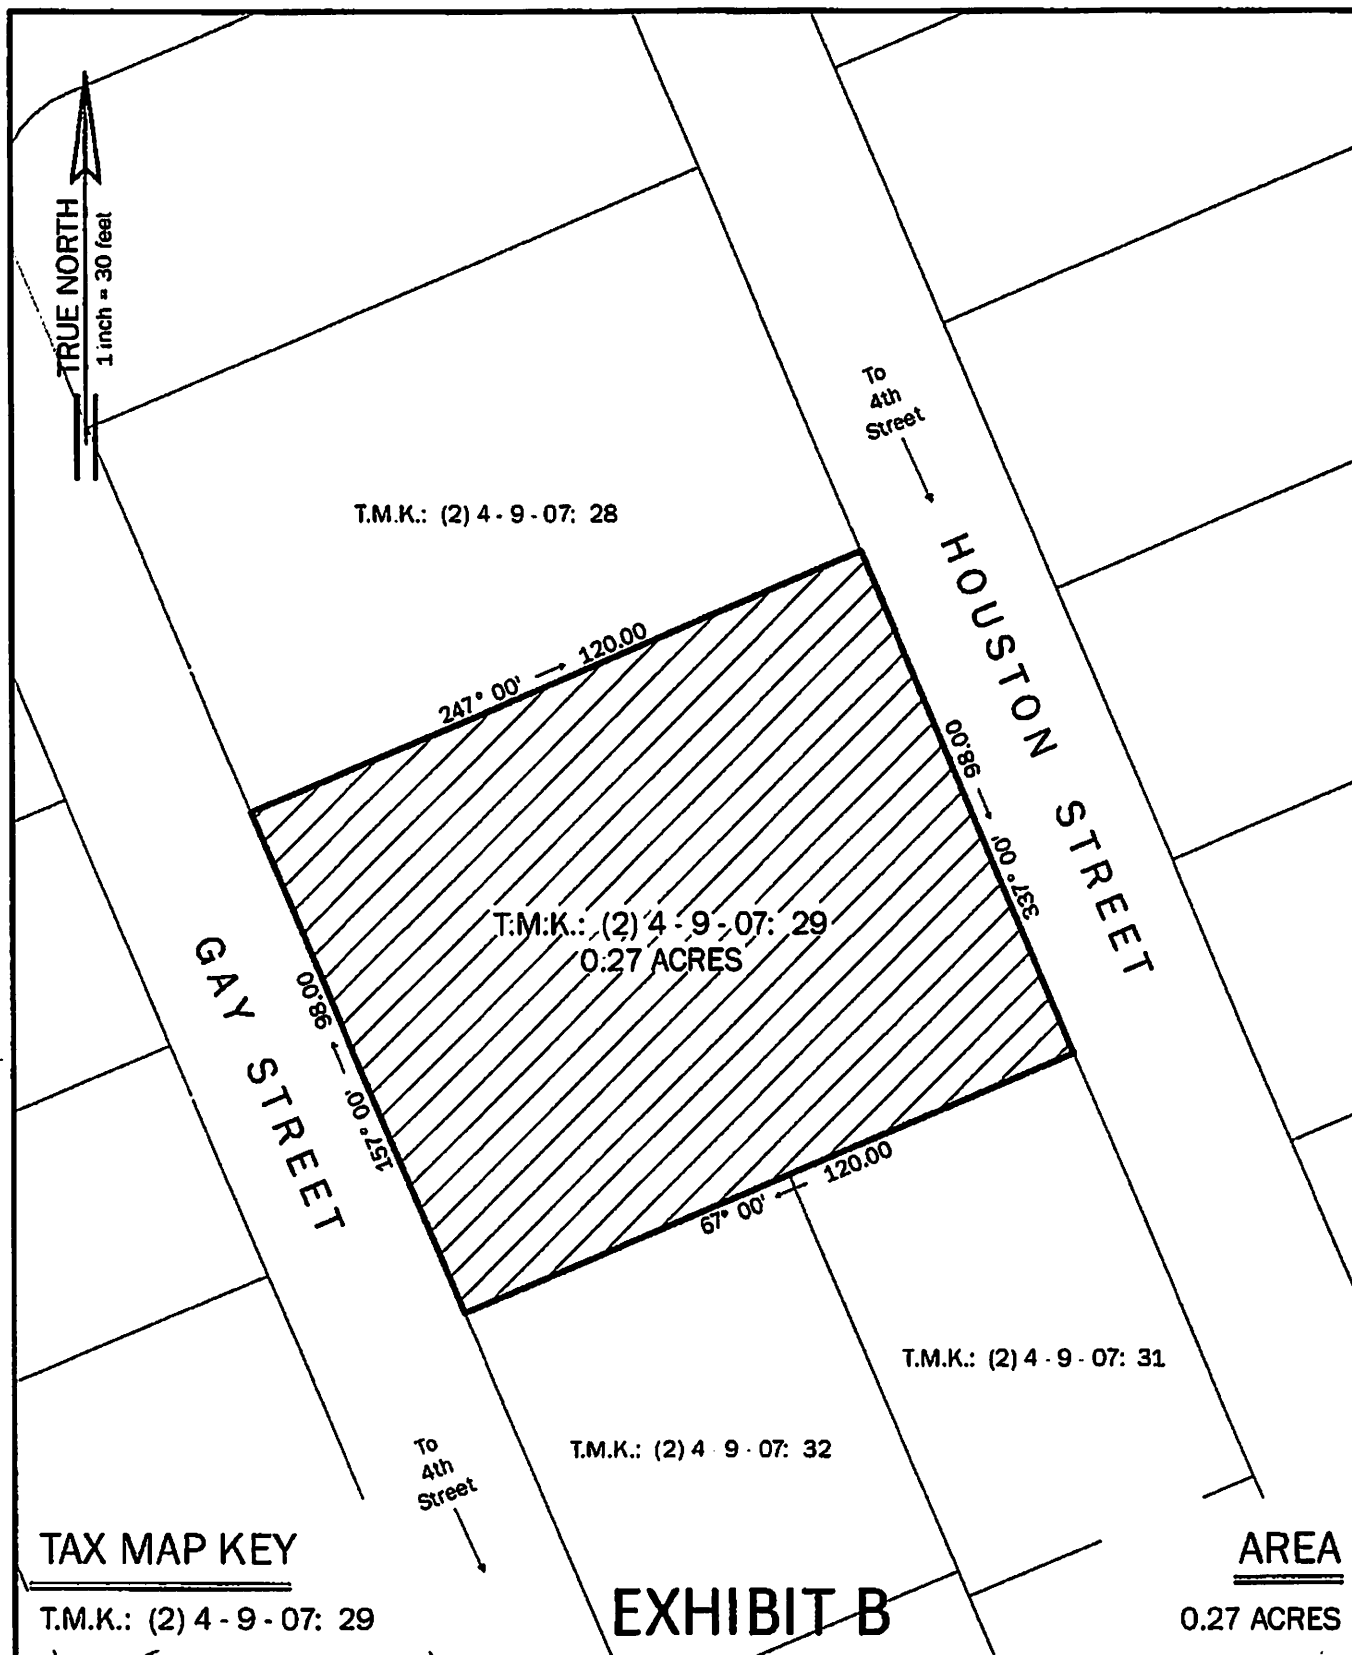 TRUE NORTH
1 inch = 30 feet
To
4th
Street
T.M.K.: (2) 4 - 9 - 07: 28
HOUSTON STREET
247° 00' → 120.00
98.00 → 337° 00'
T.M.K.: (2) 4 - 9 - 07: 29
0.27 ACRES
GAY STREET
98.00 ← 157° 00'
67° 00' ← 120.00
T.M.K.: (2) 4 - 9 - 07: 31
T.M.K.: (2) 4 - 9 - 07: 32
To
4th
Street
TAX MAP KEY
T.M.K.: (2) 4 - 9 - 07: 29
EXHIBIT B
AREA
0.27 ACRES